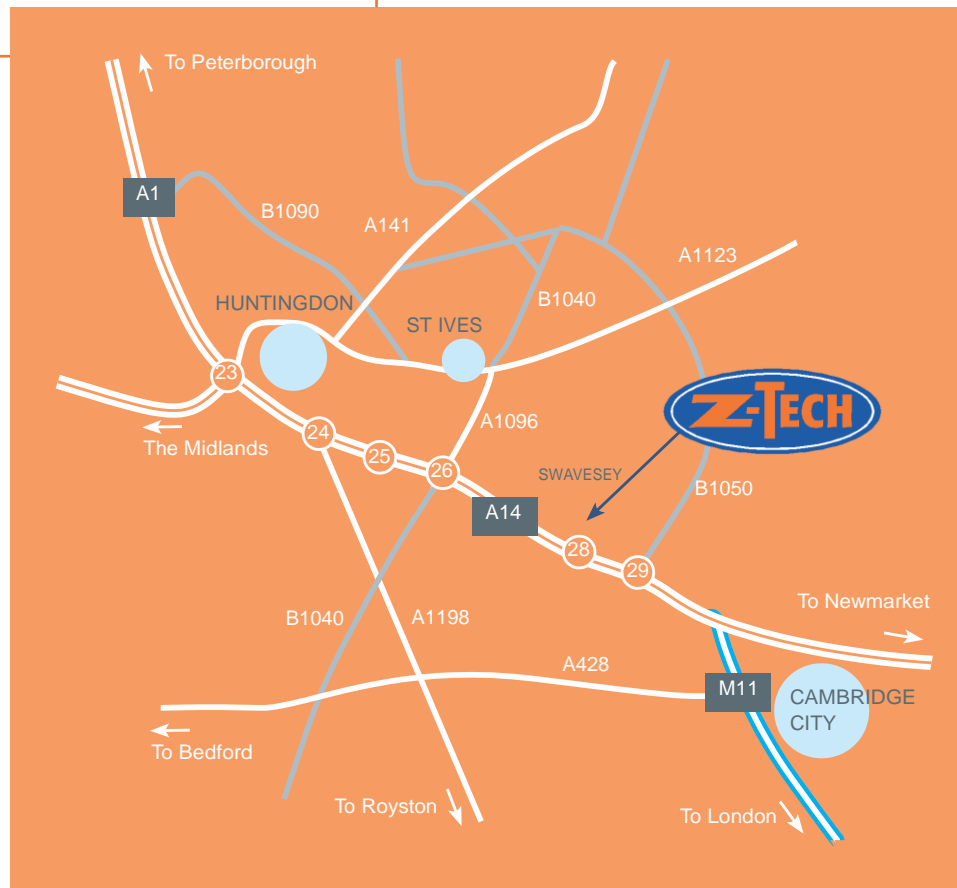 To Peterborough
A1
B1090
A141
A1123
HUNTINGDON
B1040
ST IVES
23
Z-TECH
A1096
24
The Midlands
25
26
SWAVESEY
B1050
A14
28
29
To Newmarket
B1040
A1198
A428
M11
CAMBRIDGE
CITY
To Bedford
To Royston
To London